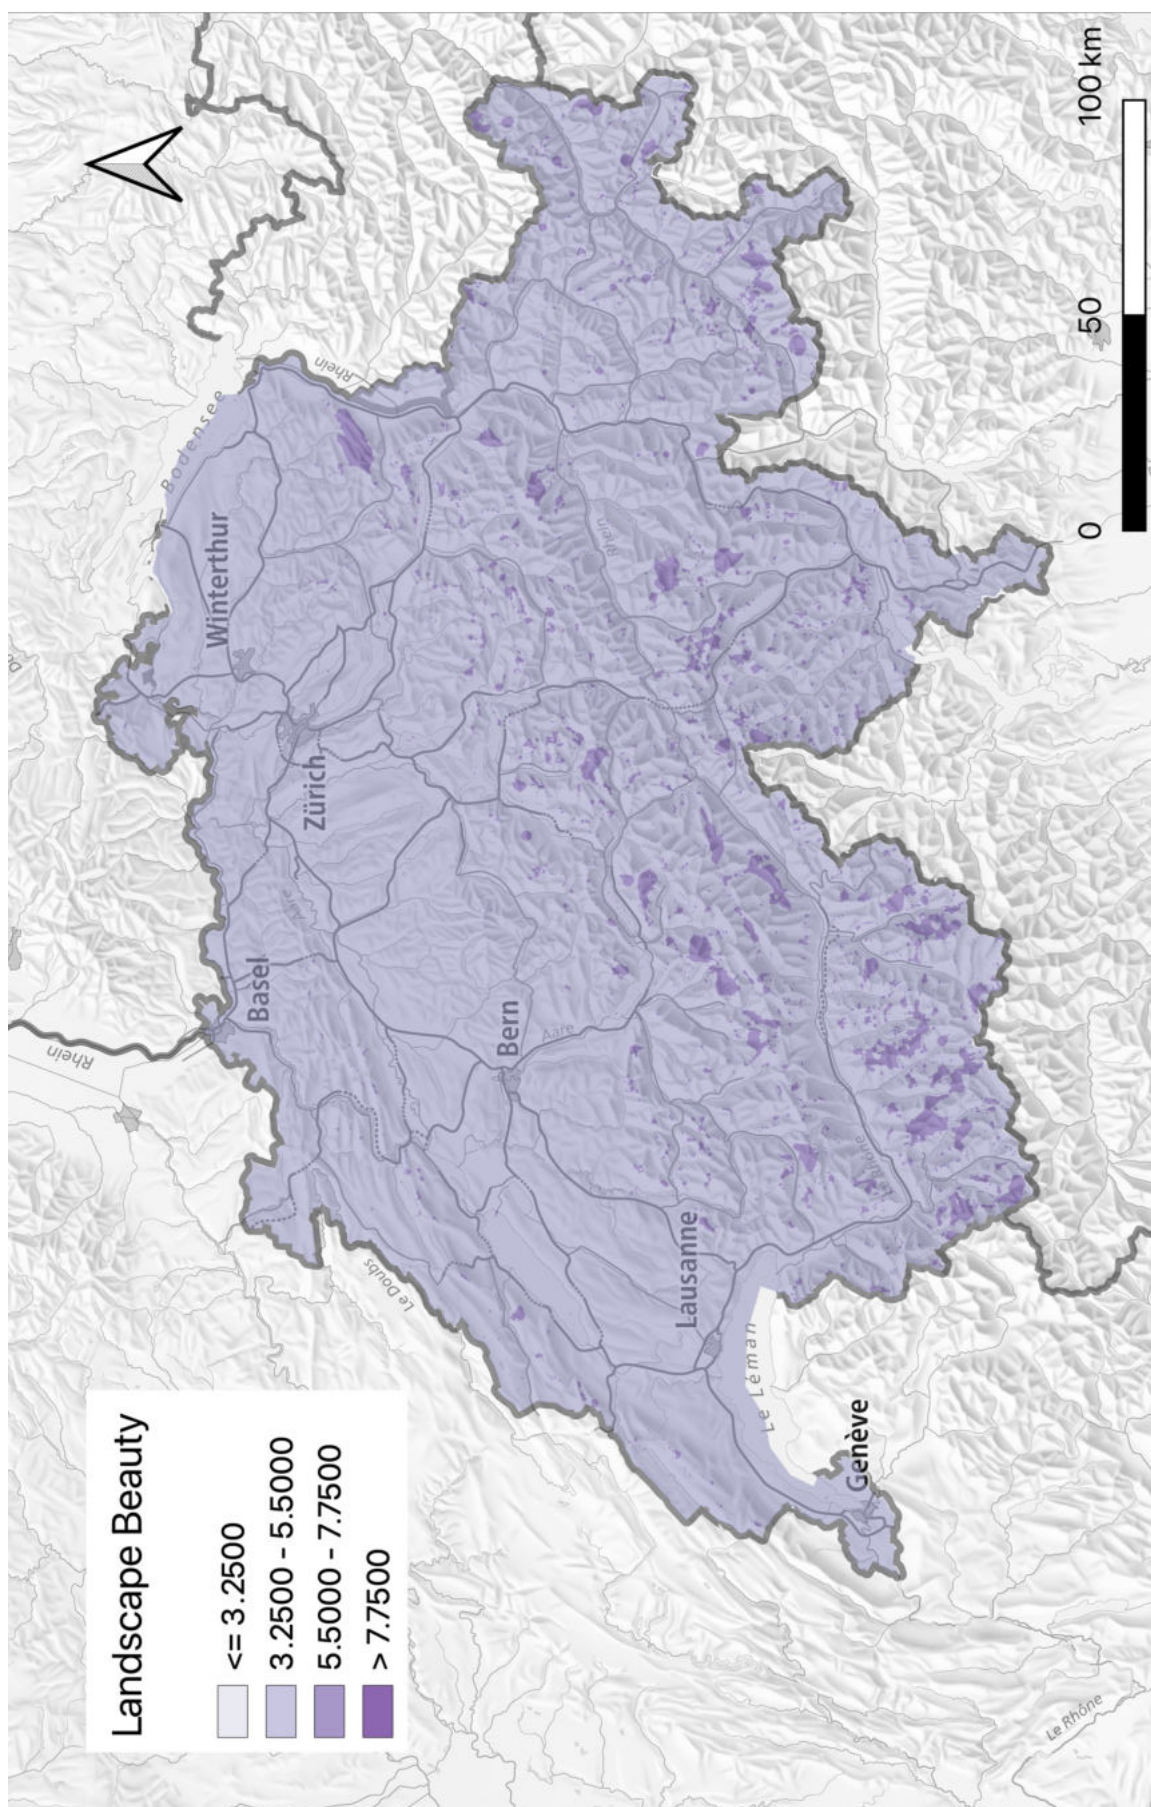 Landscape Beauty
<= 3.2500
3.2500 - 5.5000
5.5000 - 7.7500
> 7.7500
Rhein
Basel
Bodensee
Winterthur
Zürich
Aare
Rhein
Le Doubs
Bern
Aare
Rhein
Lausanne
Le Léman
Rhône
Genève
Le Rhône
0
50
100 km